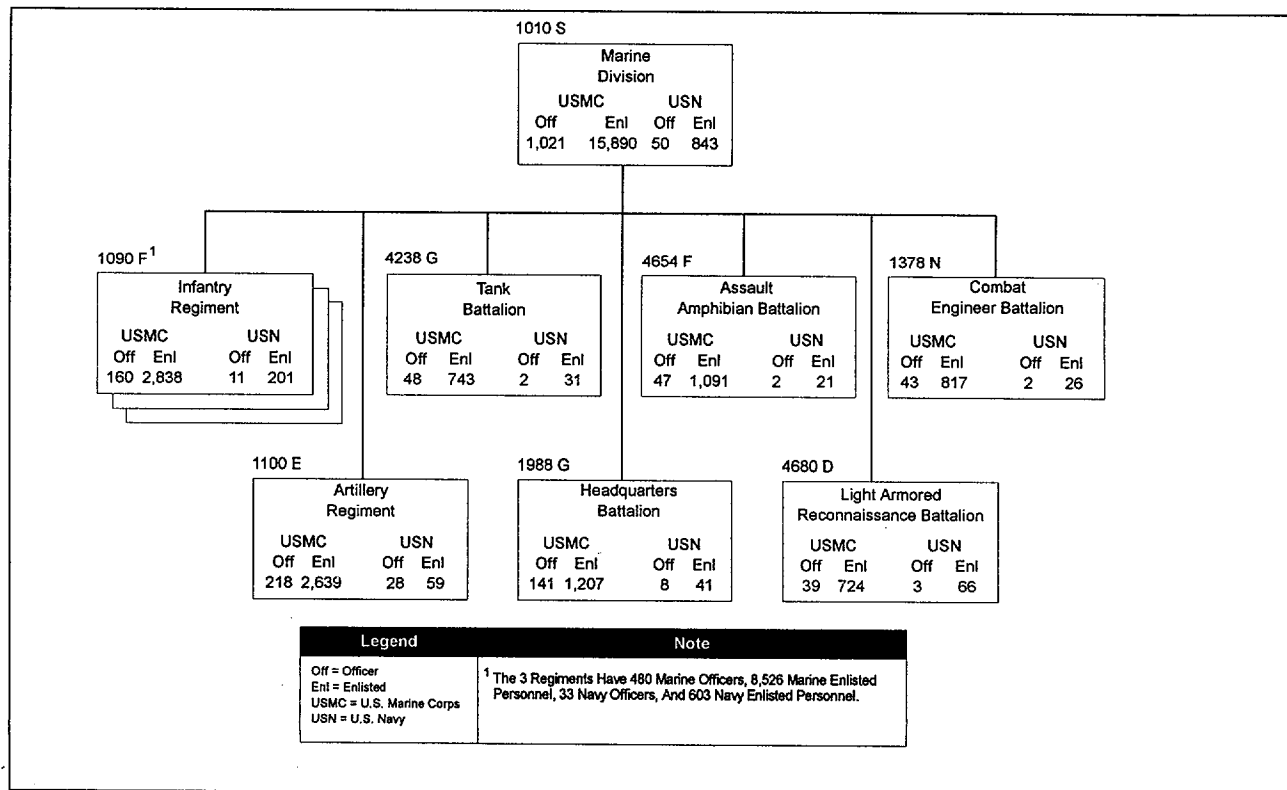 1010 S
Marine
Division
USMC USN
Off Enl Off Enl
1,021 15,890 50 843
1090 F 1
Infantry
Regiment
USMC USN
Off Enl Off Enl
160 2,838 11 201
4238 G
Tank
Battalion
USMC USN
Off Enl Off Enl
48 743 2 31
4654 F
Assault
Amphibian Battalion
USMC USN
Off Enl Off Enl
47 1,091 2 21
1378 N
Combat
Engineer Battalion
USMC USN
Off Enl Off Enl
43 817 2 26
1100 E
Artillery
Regiment
USMC USN
Off Enl Off Enl
218 2,639 28 59
1988 G
Headquarters
Battalion
USMC USN
Off Enl Off Enl
141 1,207 8 41
4680 D
Light Armored
Reconnaissance Battalion
USMC USN
Off Enl Off Enl
39 724 3 66
Legend
Off = Officer
Enl = Enlisted
USMC = U.S. Marine Corps
USN = U.S. Navy
Note
1 The 3 Regiments Have 480 Marine Officers, 8,526 Marine Enlisted
Personnel, 33 Navy Officers, And 603 Navy Enlisted Personnel.